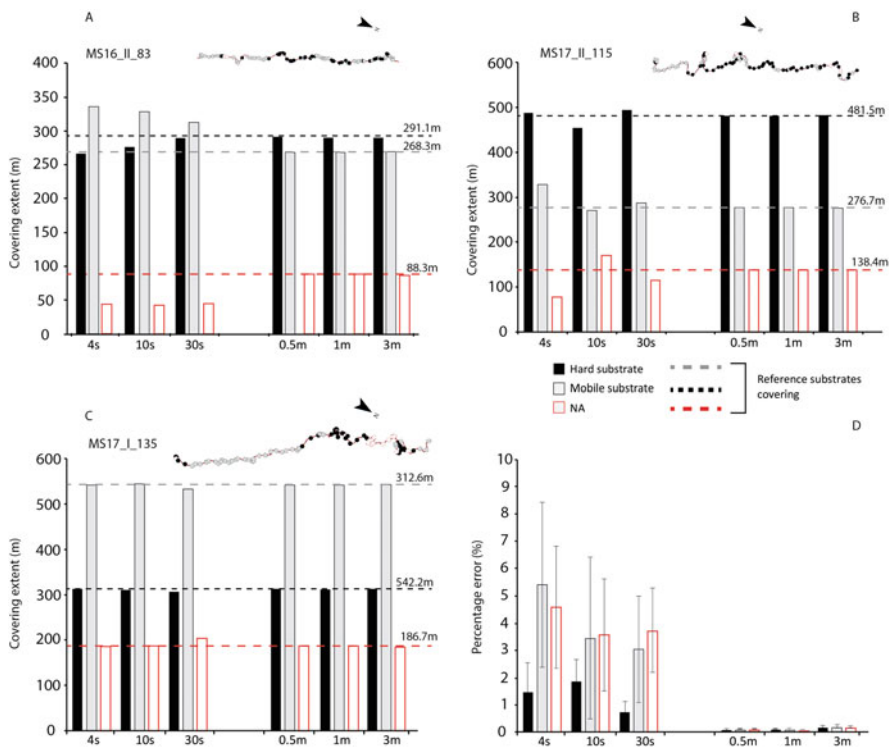 A
MS16_II_83
400
350
300
250
200
150
100
50
0
Covering extent (m)
291.1m
268.3m
88.3m
4s 10s 30s 0.5m 1m 3m
B
MS17_II_115
600
500
400
300
200
100
0
Covering extent (m)
481.5m
276.7m
138.4m
4s 10s 30s 0.5m 1m 3m
Hard substrate
Mobile substrate
NA
Reference substrates
covering
C
MS17_I_135
600
500
400
300
200
100
0
Covering extent (m)
312.6m
542.2m
186.7m
4s 10s 30s 0.5m 1m 3m
D
10
9
8
7
6
5
4
3
2
1
0
Percentage error (%)
4s 10s 30s 0.5m 1m 3m